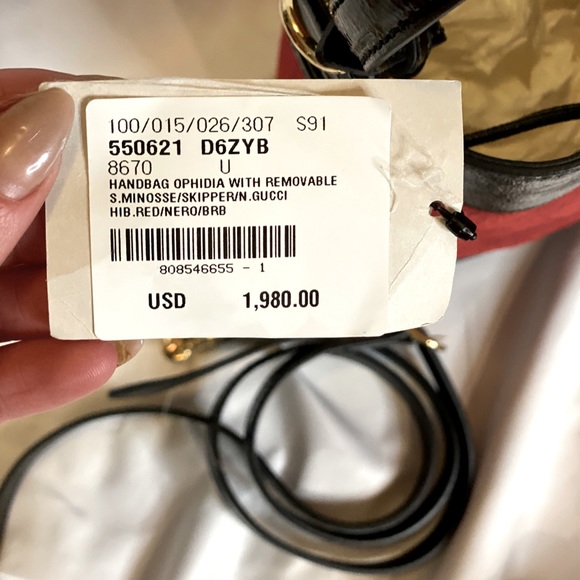 100/015/026/307 S91
550621 D6ZYB
8670 U
HANDBAG OPHIDIA WITH REMOVABLE
S.MINOSSE/SKIPPER/N.GUCCI
HIB.RED/NERO/BRB
808546655 - 1
USD 1,980.00